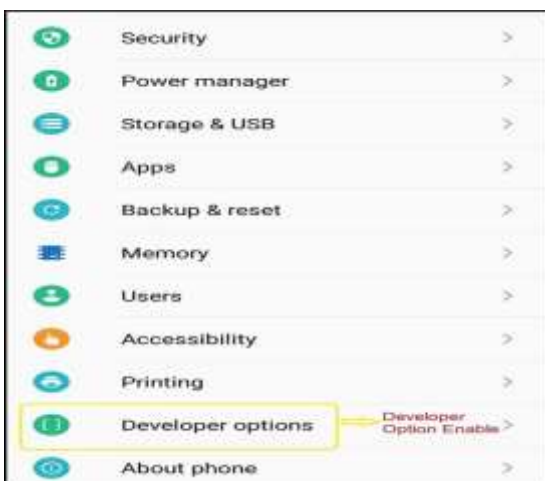 Security
Power manager
Storage & USB
Apps
Backup & reset
Memory
Users
Accessibility
Printing
Developer options
Developer
Option Enable
About phone